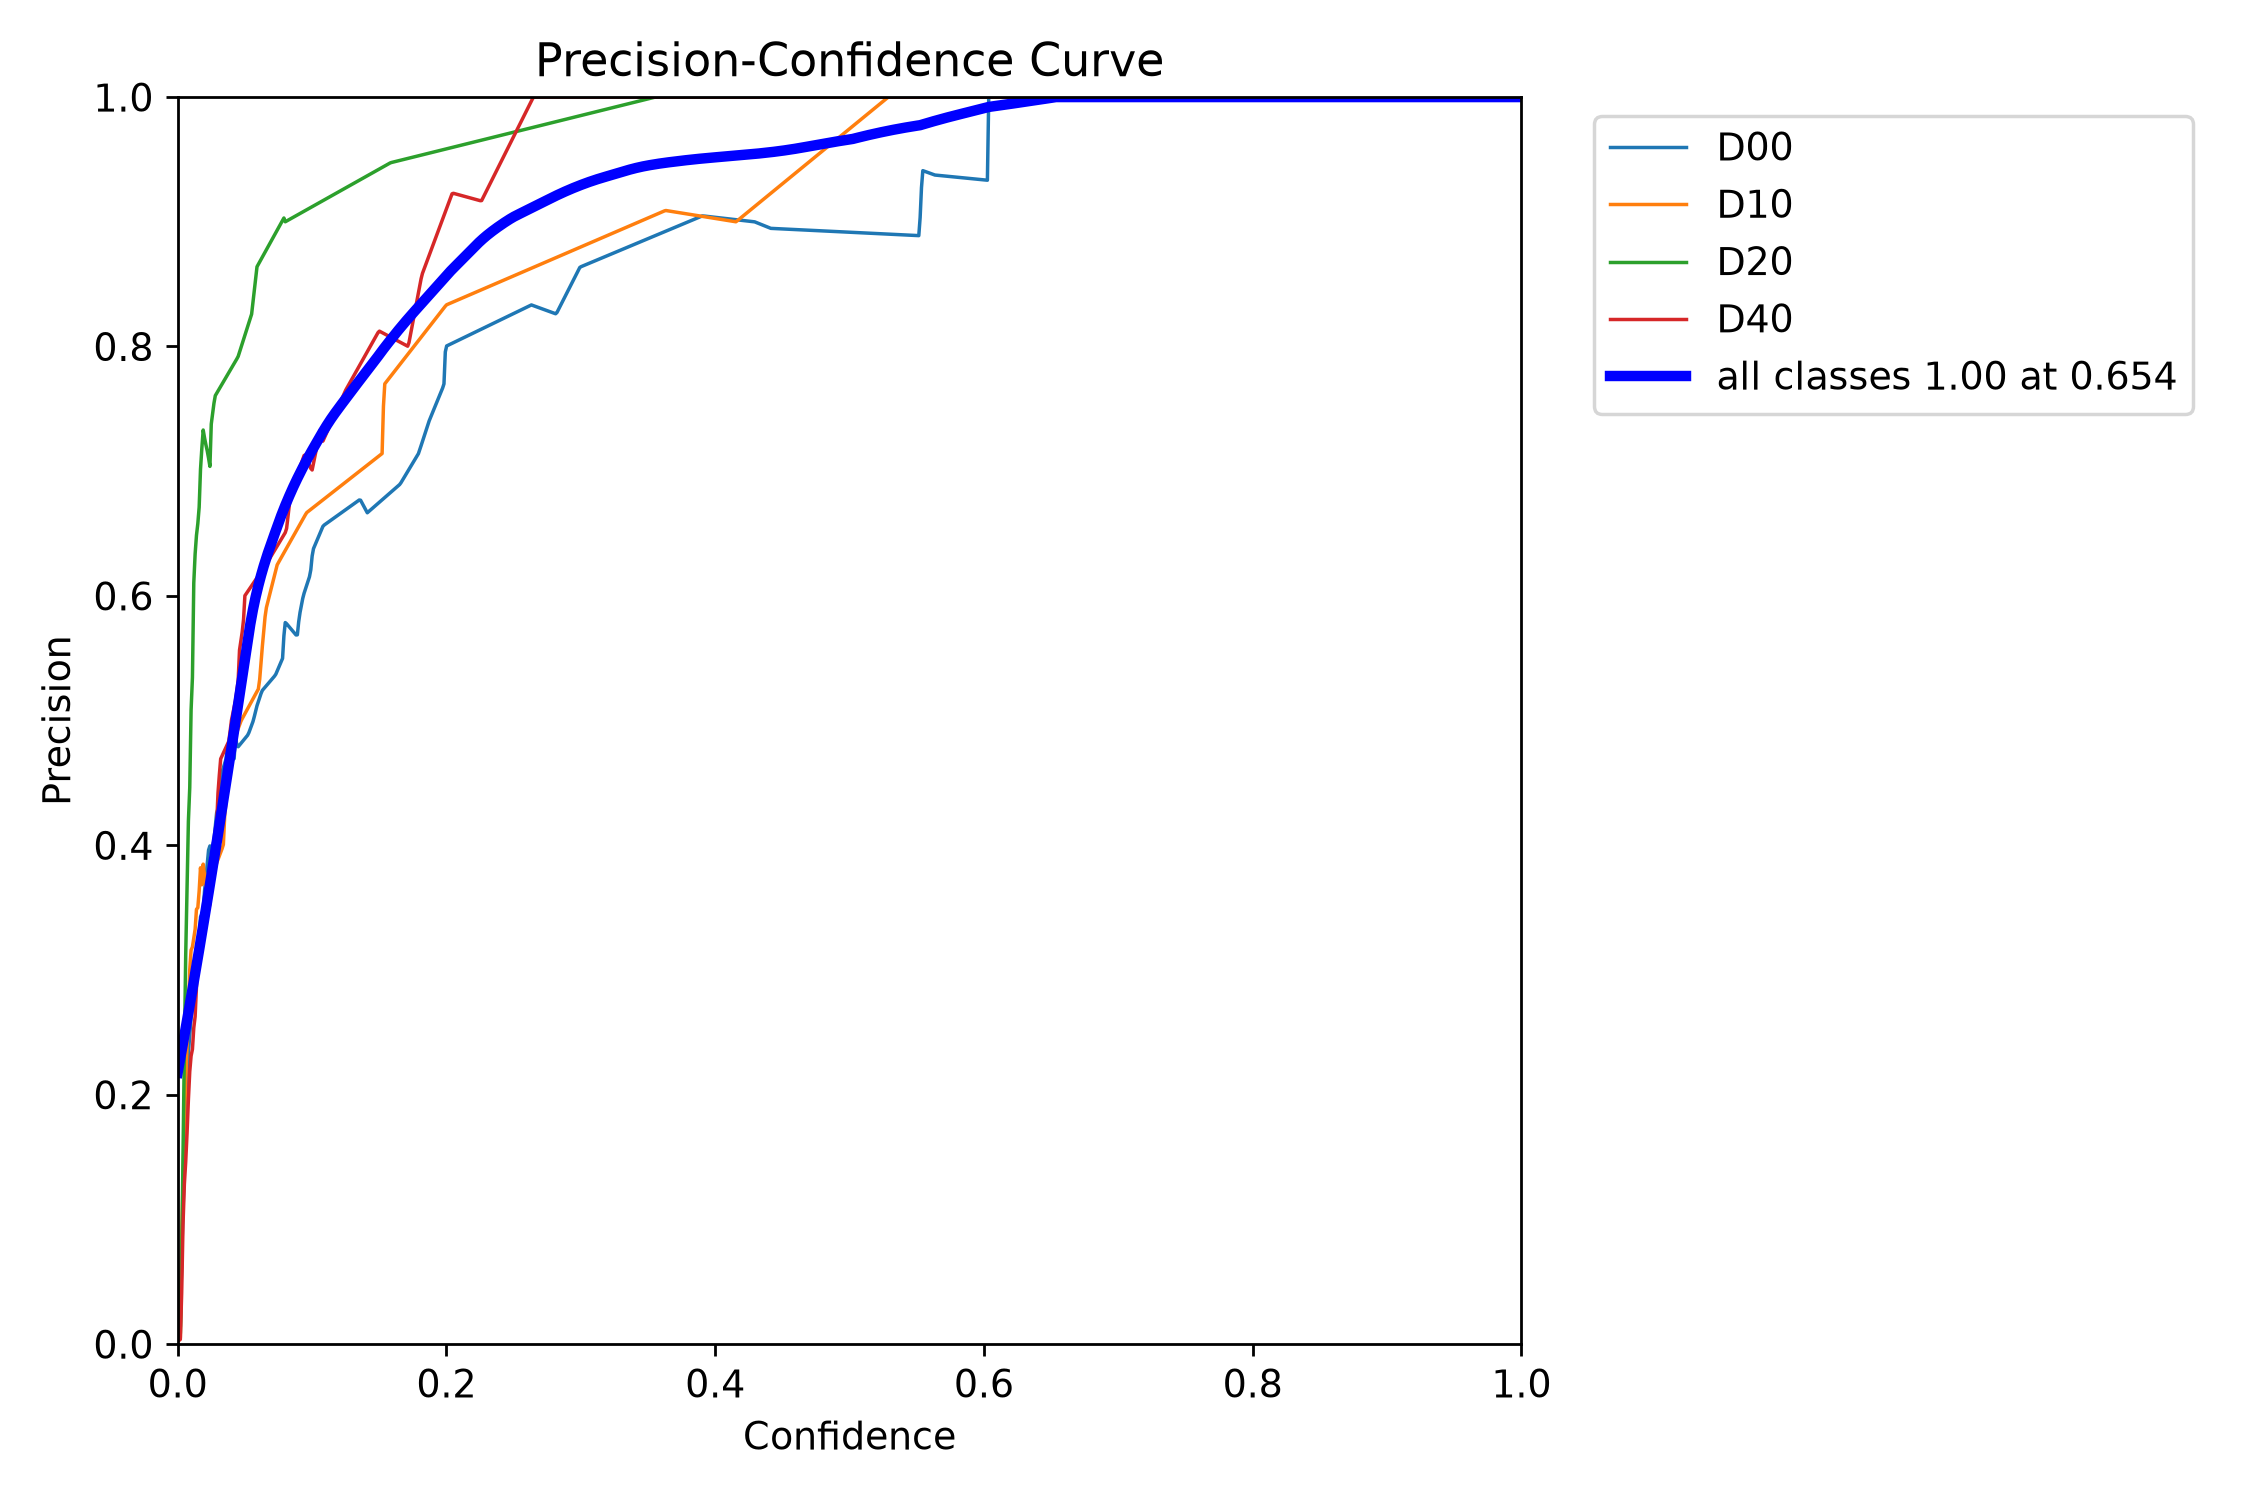 Precision-Confidence Curve
1.0
0.8
0.6
0.4
0.2
0.0
Precision
0.0 0.2 0.4 0.6 0.8 1.0
Confidence
D00
D10
D20
D40
all classes 1.00 at 0.654